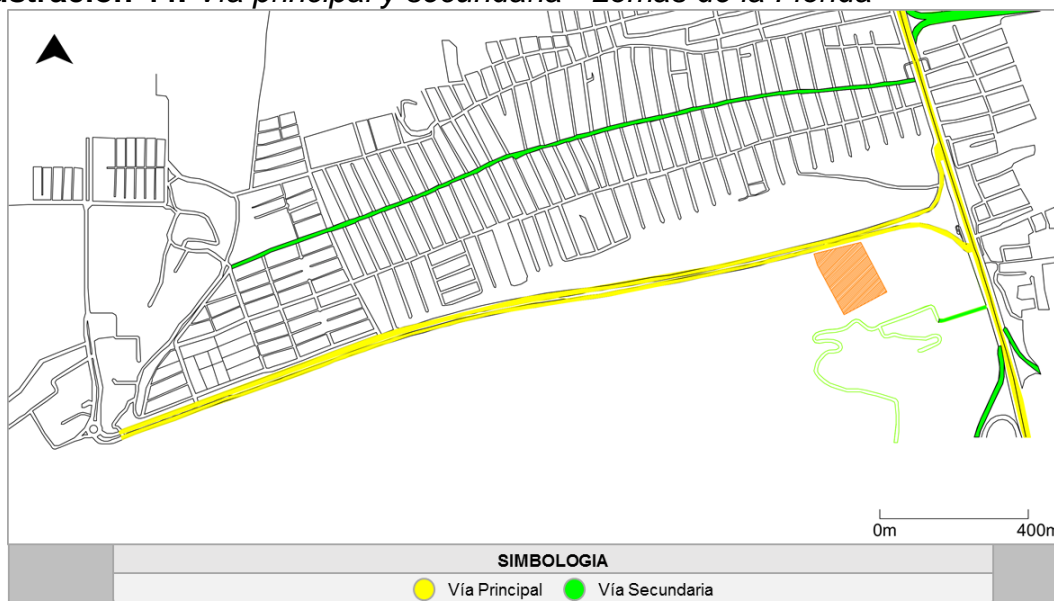 Vía principal y secundaria - Lomas de la Florida
0m 400m
SIMBOLOGIA
Vía Principal Vía Secundaria